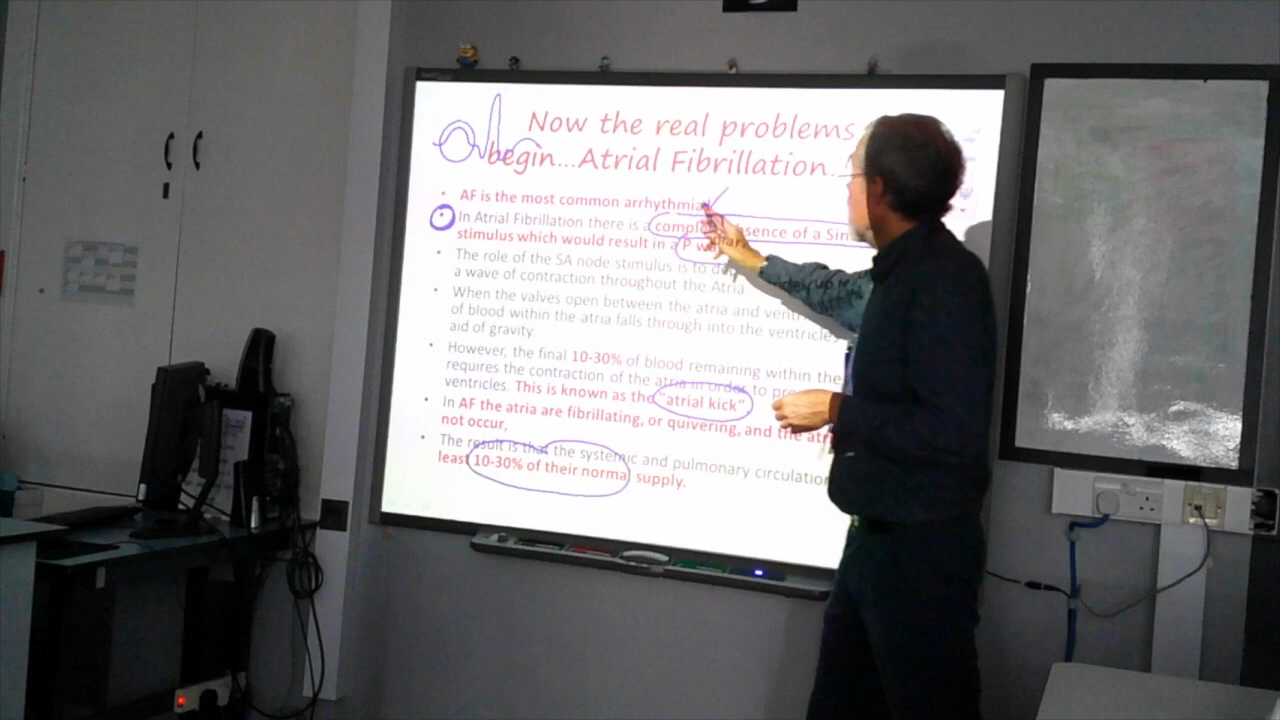 Now the real problems
begin...Atrial Fibrillation...
• AF is the most common arrhythmia
• In Atrial Fibrillation there is a absence of a Sin
stimulus which would result in a P
• The role of the SA node stimulus is to
a wave of contraction throughout the Atria
• When the valves open between the atria and
of blood within the atria falls through into the ventricles
aid of gravity.
• However, the final 10-30% of blood remaining within the
requires the contraction of the atria in order to
ventricles. This is known as the "atrial kick"
• In AF the atria are fibrillating, or quivering, and the
not occur,
• The result is that the systemic and pulmonary circulation
least 10-30% of their normal supply.